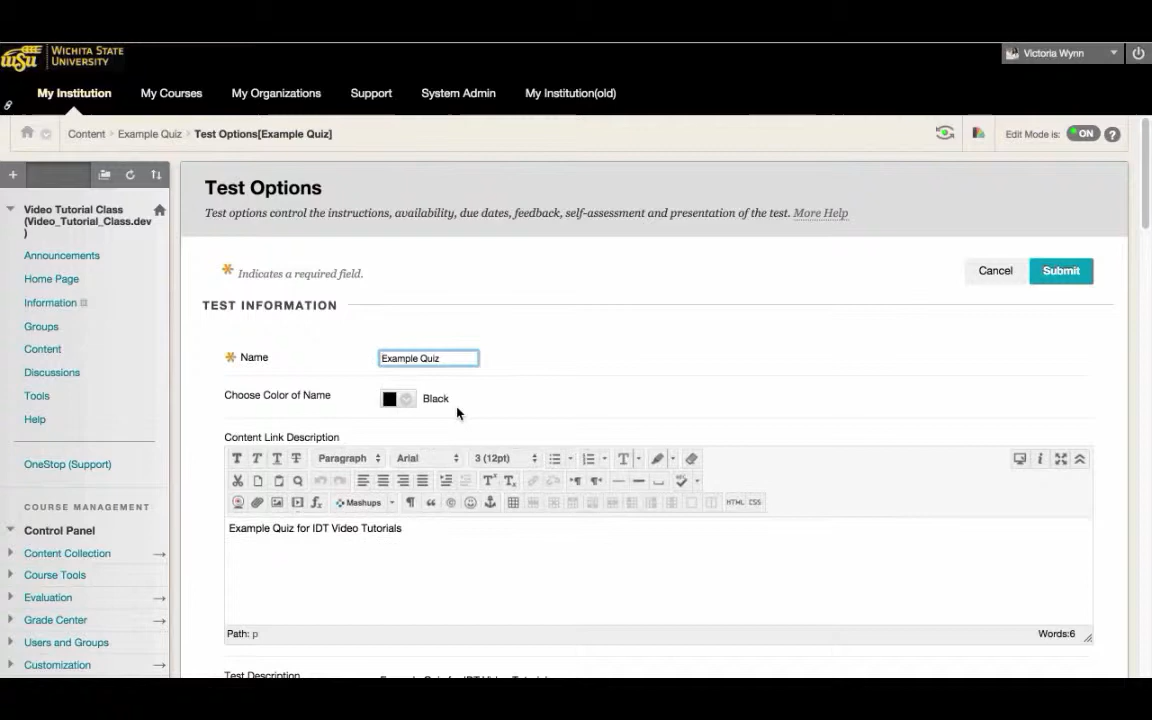 WICHITA STATE
UNIVERSITY
Victoria Wynn
My Institution My Courses My Organizations Support System Admin My Institution(old)
Content Example Quiz Test Options[Example Quiz]
Edit Mode is: ON ?
Video Tutorial Class
(Video_Tutorial_Class.dev
)
Announcements
Home Page
Information
Groups
Content
Discussions
Tools
Help
OneStop (Support)
COURSE MANAGEMENT
Control Panel
Content Collection
Course Tools
Evaluation
Grade Center
Users and Groups
Customization
Test Options
Test options control the instructions, availability, due dates, feedback, self-assessment and presentation of the test. More Help
Indicates a required field.
Cancel Submit
TEST INFORMATION
Name Example Quiz
Choose Color of Name Black
Content Link Description
T T T T Paragraph Arial 3 (12pt) T
Mashups HTML CSS
Example Quiz for IDT Video Tutorials
Path: p Words:6
Test Description Example Quiz for IDT Video Tutorials